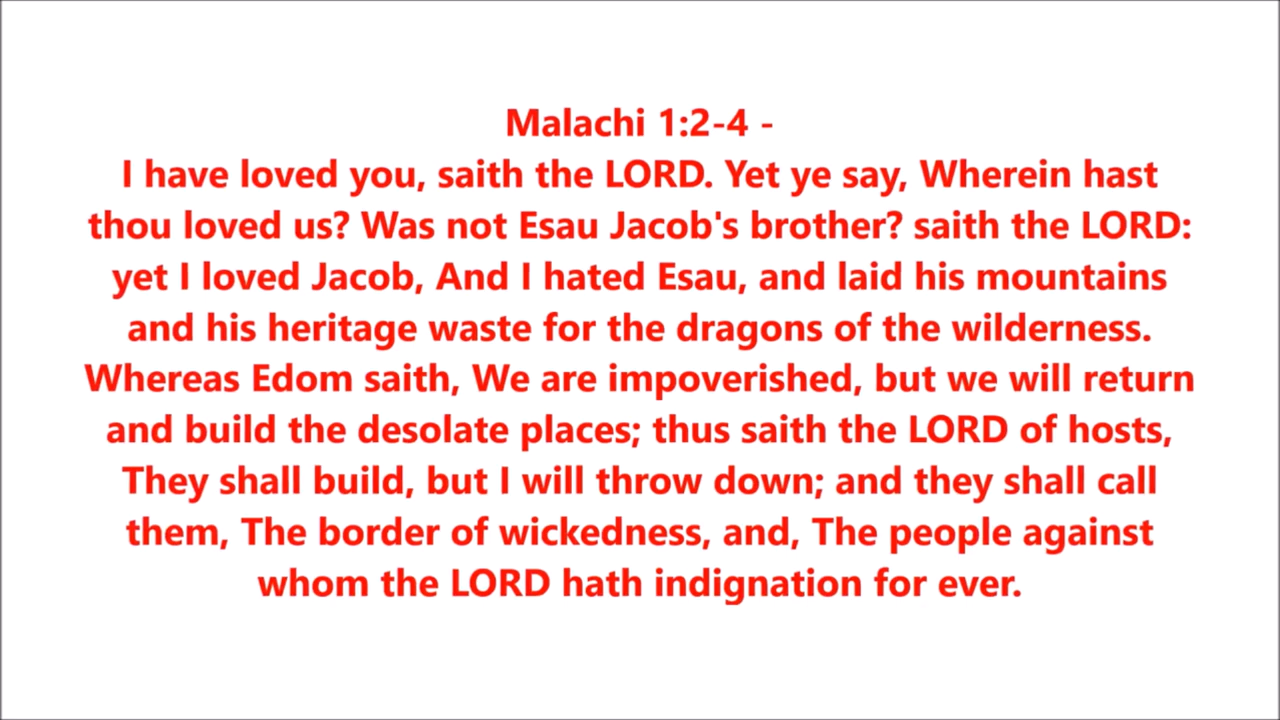 Malachi 1:2-4 -
I have loved you, saith the LORD. Yet ye say, Wherein hast
thou loved us? Was not Esau Jacob's brother? saith the LORD:
yet I loved Jacob, And I hated Esau, and laid his mountains
and his heritage waste for the dragons of the wilderness.
Whereas Edom saith, We are impoverished, but we will return
and build the desolate places; thus saith the LORD of hosts,
They shall build, but I will throw down; and they shall call
them, The border of wickedness, and, The people against
whom the LORD hath indignation for ever.